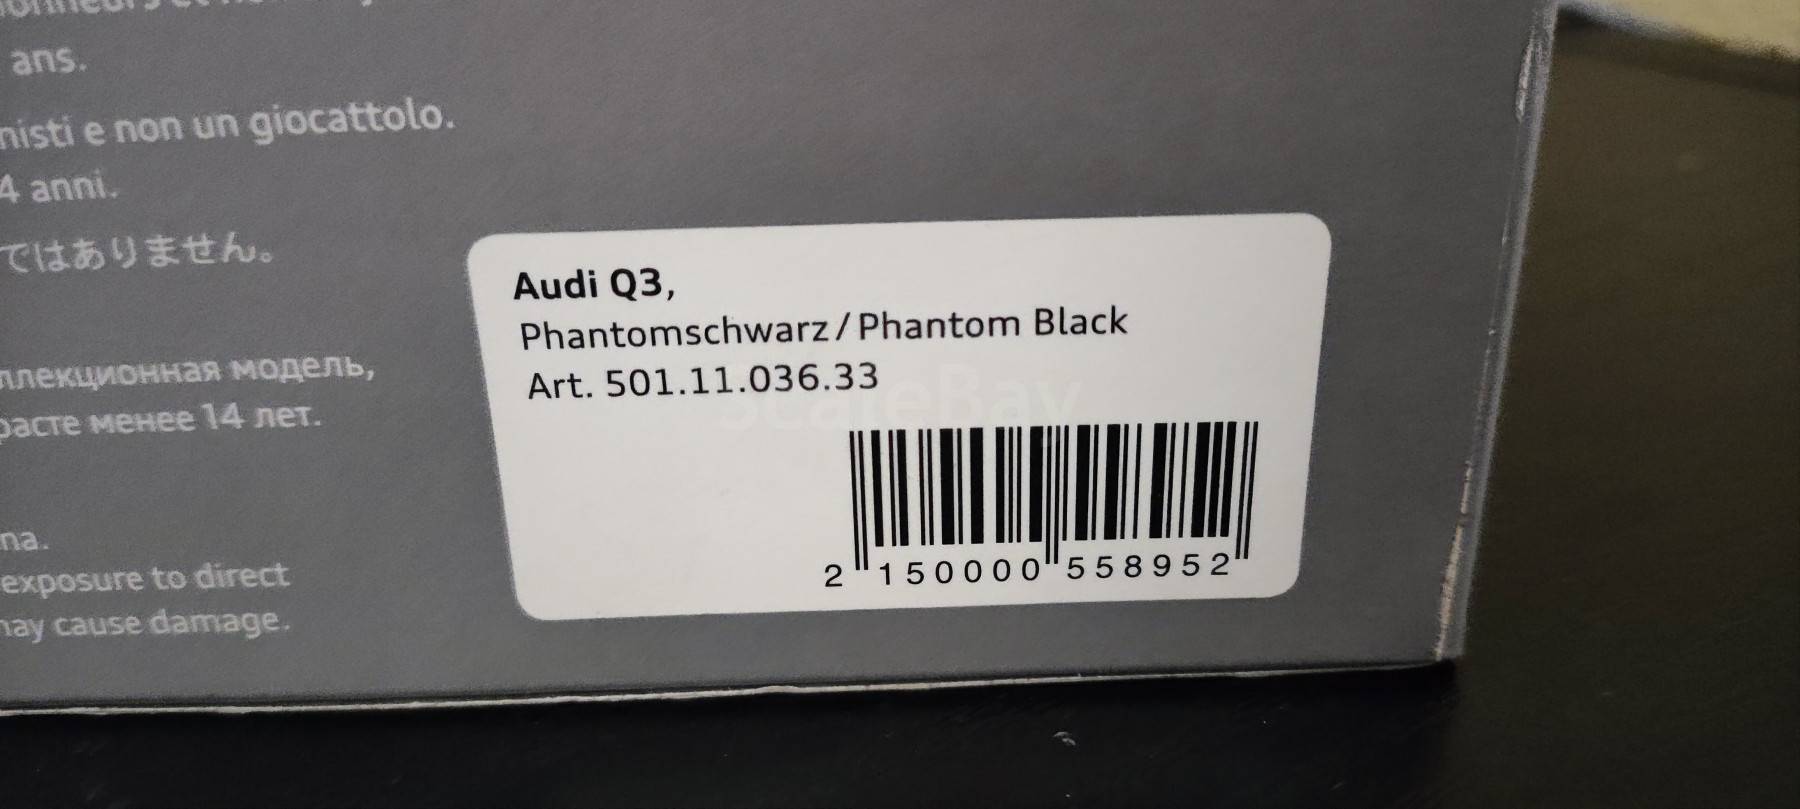 ans.
nisti e non un giocattolo.
4 anni.
ではありません。
ллекционная модель,
расте менее 14 лет.
na.
exposure to direct
may cause damage.
Audi Q3,
Phantomschwarz / Phantom Black
Art. 501.11.036.33
ScaleBay
2 150000 558952